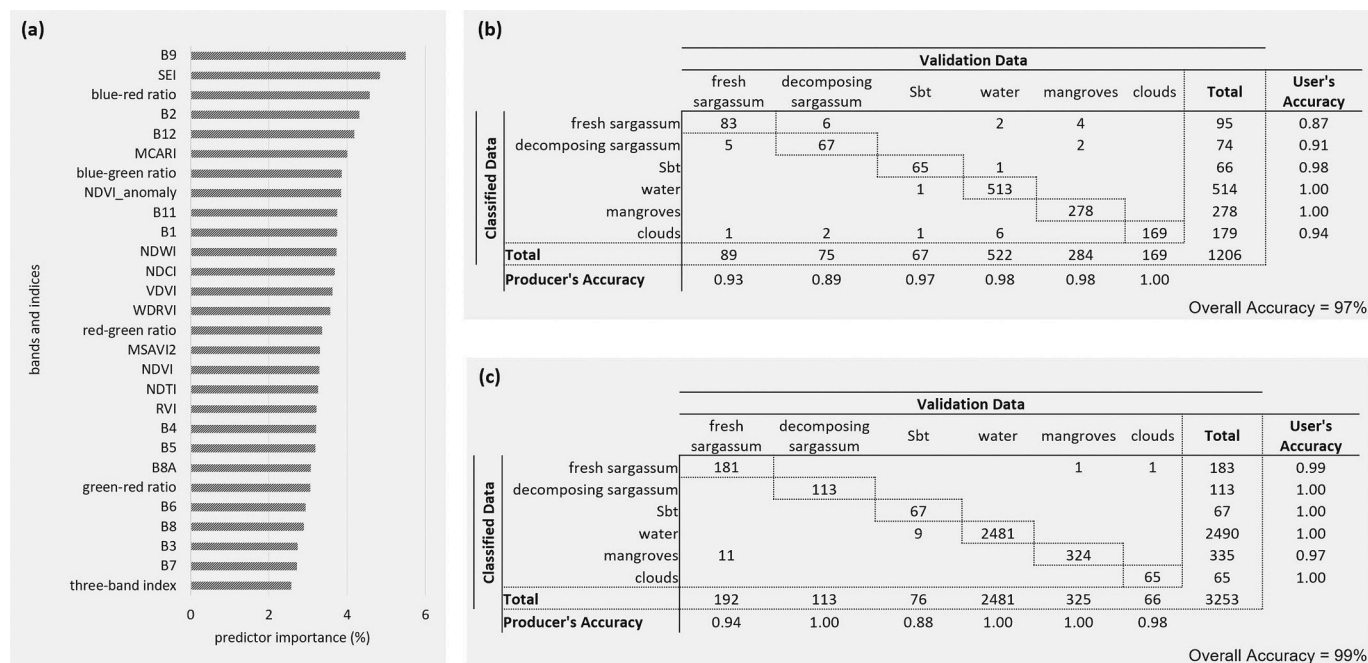 (a)
B9
SEI
blue-red ratio
B2
B12
MCARI
blue-green ratio
NDVI_anomaly
B11
B1
NDWI
NDCI
VDVI
WDRVI
red-green ratio
MSAVI2
NDVI
NDTI
RVI
B4
B5
B8A
green-red ratio
B6
B8
B3
B7
three-band index
bands and indices
0 2 4 6
predictor importance (%)
(b)
Validation Data
fresh sargassum decomposing sargassum Sbt water mangroves clouds Total User's Accuracy
Classified Data
fresh sargassum 83 6 2 4 95 0.87
decomposing sargassum 5 67 2 74 0.91
Sbt 65 1 66 0.98
water 1 513 514 1.00
mangroves 278 278 1.00
clouds 1 2 1 6 169 179 0.94
Total 89 75 67 522 284 169 1206
Producer's Accuracy 0.93 0.89 0.97 0.98 0.98 1.00
Overall Accuracy = 97%
(c)
Validation Data
fresh sargassum decomposing sargassum Sbt water mangroves clouds Total User's Accuracy
Classified Data
fresh sargassum 181 1 1 183 0.99
decomposing sargassum 113 113 1.00
Sbt 67 67 1.00
water 9 2481 2490 1.00
mangroves 11 324 335 0.97
clouds 65 65 1.00
Total 192 113 76 2481 325 66 3253
Producer's Accuracy 0.94 1.00 0.88 1.00 1.00 0.98
Overall Accuracy = 99%